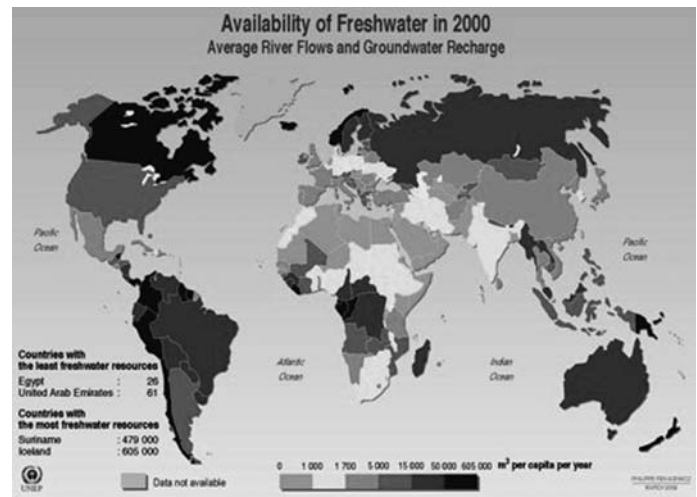 Availability of Freshwater in 2000
Average River Flows and Groundwater Recharge
Pacific
Ocean
Pacific
Ocean
Atlantic
Ocean
Indian
Ocean
Countries with
the least freshwater resources
Egypt : 26
United Arab Emirates : 61
Countries with
the most freshwater resources
Suriname : 479 000
Iceland : 605 000
UNEP
Data not available
0 1 000 1 700 5 000 15 000 50 000 605 000 m³ per capita per year
PHILIPPE REKACEWICZ